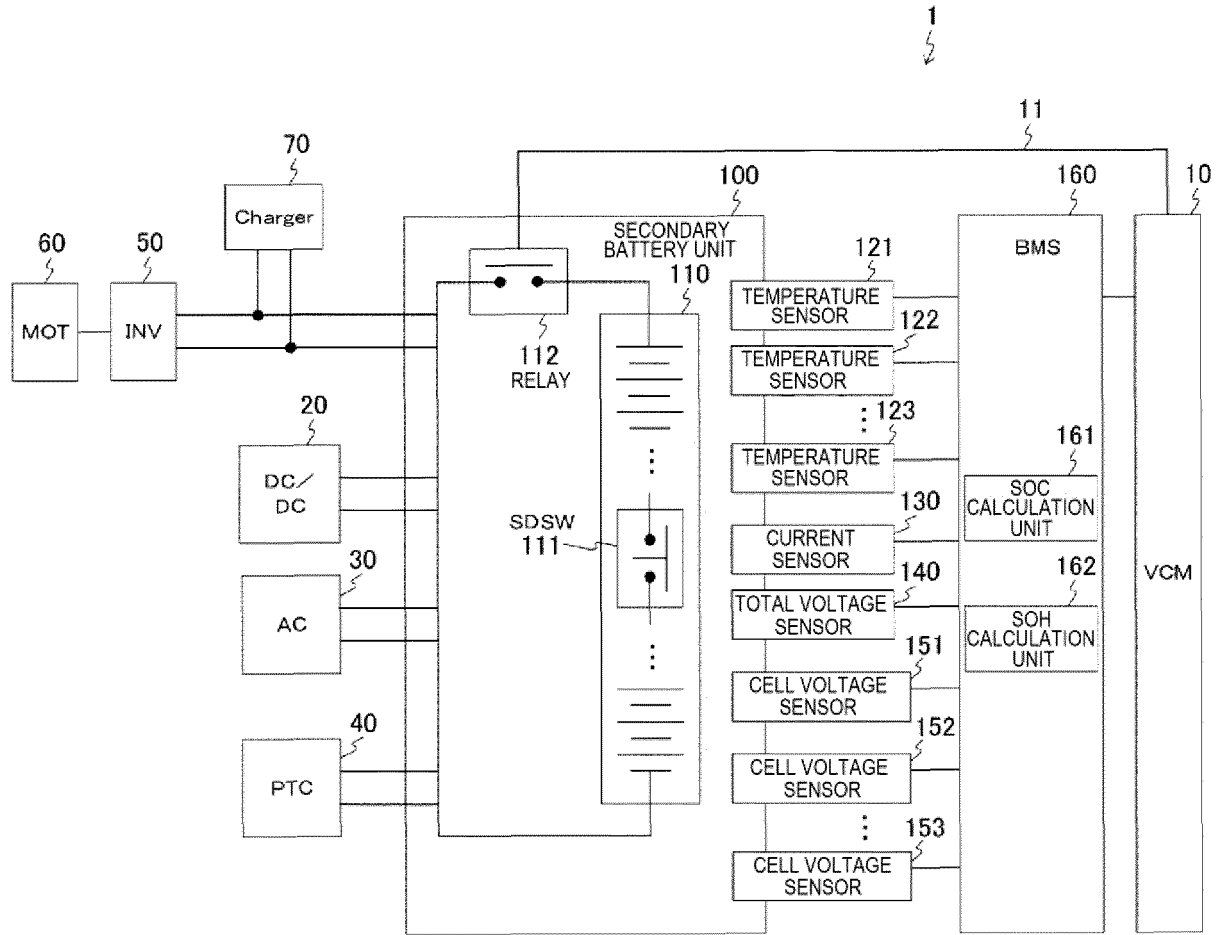 1
11
70
100
160
10
Charger
SECONDARY
BATTERY UNIT
60
50
121
BMS
110
MOT
INV
TEMPERATURE
SENSOR
112
RELAY
122
TEMPERATURE
SENSOR
⋮
20
123
DC/
DC
⋮
TEMPERATURE
SENSOR
161
SOC
CALCULATION
UNIT
SDSW
111
130
CURRENT
SENSOR
30
140
162
VCM
AC
TOTAL VOLTAGE
SENSOR
SOH
CALCULATION
UNIT
⋮
151
CELL VOLTAGE
SENSOR
40
152
PTC
CELL VOLTAGE
SENSOR
⋮
153
CELL VOLTAGE
SENSOR